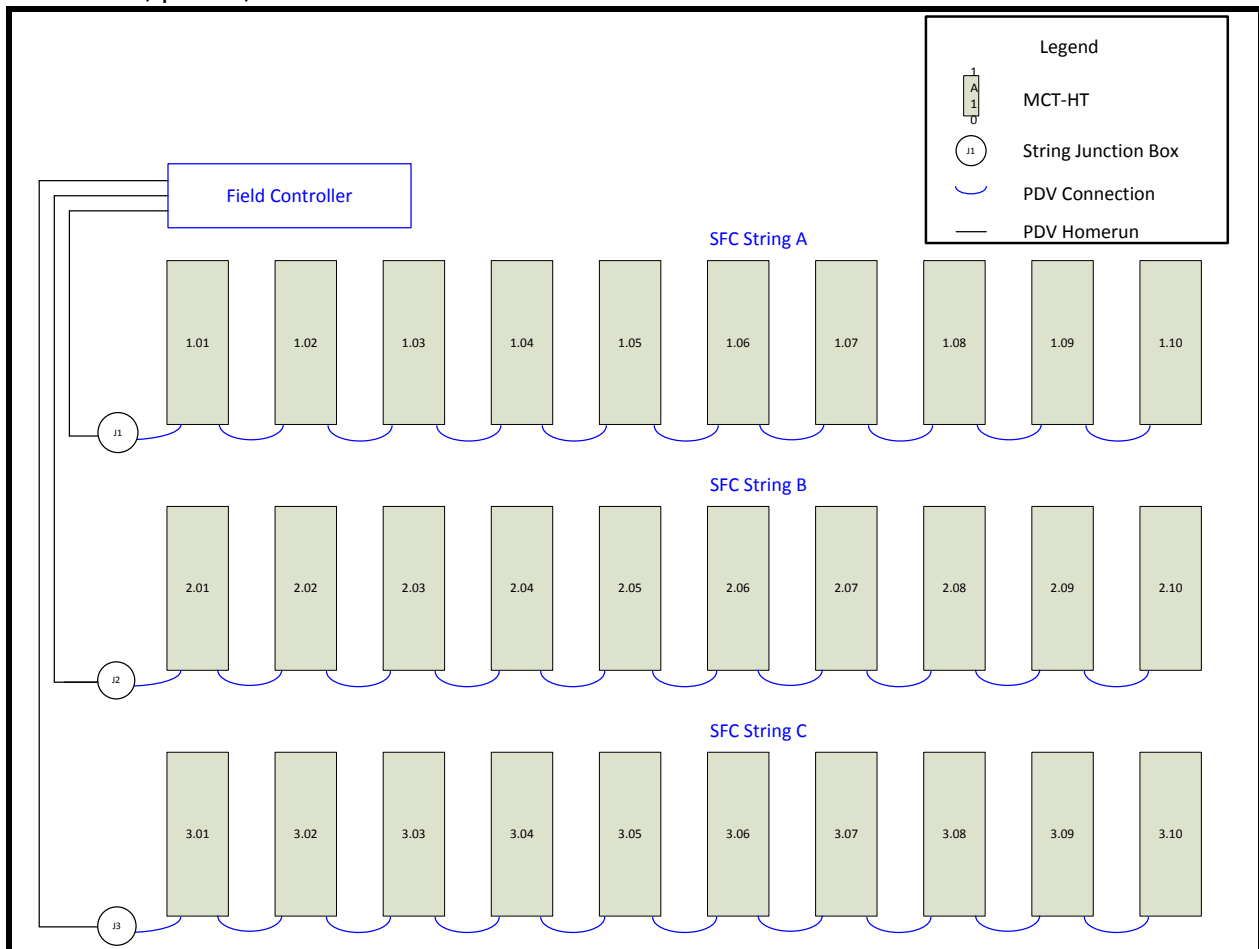 Legend
1
A
1
0
MCT-HT
J1
String Junction Box
PDV Connection
PDV Homerun
Field Controller
SFC String A
1.01 1.02 1.03 1.04 1.05 1.06 1.07 1.08 1.09 1.10
J1
SFC String B
2.01 2.02 2.03 2.04 2.05 2.06 2.07 2.08 2.09 2.10
J2
SFC String C
3.01 3.02 3.03 3.04 3.05 3.06 3.07 3.08 3.09 3.10
J3